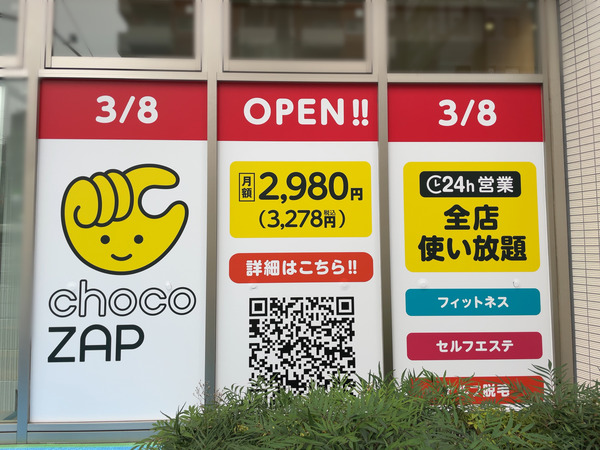 3/8
choco
ZAP
OPEN!!
月額 2,980円
(3,278円税込)
詳細はこちら!!
3/8
24h営業
全店
使い放題
フィットネス
セルフエステ
脱毛